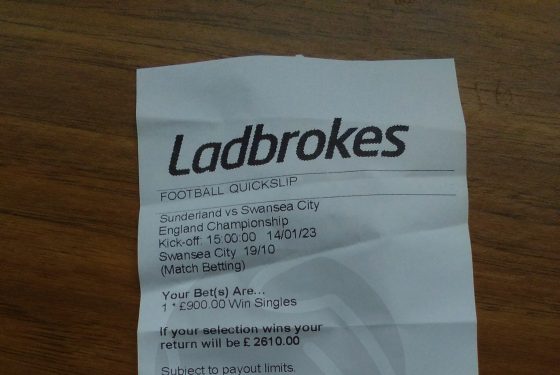 Ladbrokes
FOOTBALL QUICKSLIP
Sunderland vs Swansea City
England Championship
Kick-off: 15:00:00 14/01/23
Swansea City 19/10
(Match Betting)
Your Bet(s) Are...
1 * £900.00 Win Singles
If your selection wins your
return will be £ 2610.00
Subject to payout limits.